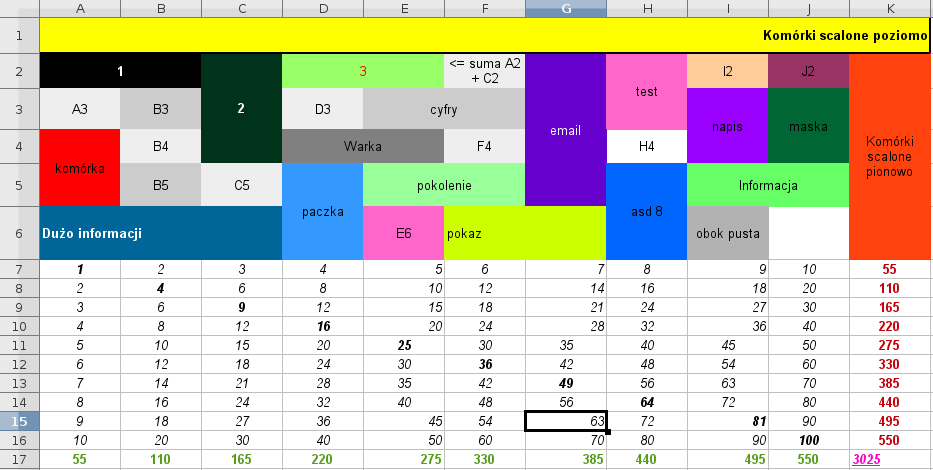 A B C D E F G H I J K
1 Komórki scalone poziomo
2 1 3 <= suma A2 I2 J2
+ C2
test
3 A3 B3 2 D3 cyfry
email napis maska
4 B4 Warka F4 H4 Komórki
scalone
pionowo
komórka
5 B5 C5 pokolenie Informacja
paczka asd 8
6 Dużo informacji E6 pokaz obok pusta
7 1 2 3 4 5 6 7 8 9 10 55
8 2 4 6 8 10 12 14 16 18 20 110
9 3 6 9 12 15 18 21 24 27 30 165
10 4 8 12 16 20 24 28 32 36 40 220
11 5 10 15 20 25 30 35 40 45 50 275
12 6 12 18 24 30 36 42 48 54 60 330
13 7 14 21 28 35 42 49 56 63 70 385
14 8 16 24 32 40 48 56 64 72 80 440
15 9 18 27 36 45 54 63 72 81 90 495
16 10 20 30 40 50 60 70 80 90 100 550
17 55 110 165 220 275 330 385 440 495 550 3025